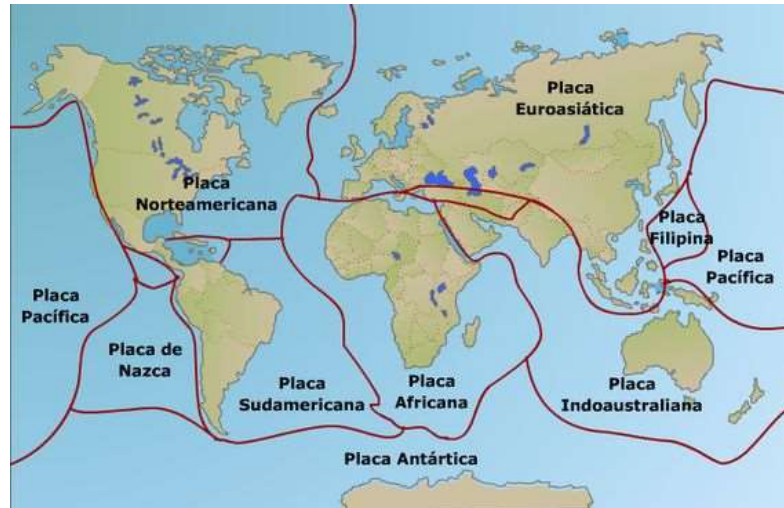 Placa
Euroasiática
Placa
Norteamericana
Placa
Filipina
Placa
Pacífica
Placa
Pacífica
Placa de
Nazca
Placa
Sudamericana
Placa
Africana
Placa
Indoaustraliana
Placa Antártica